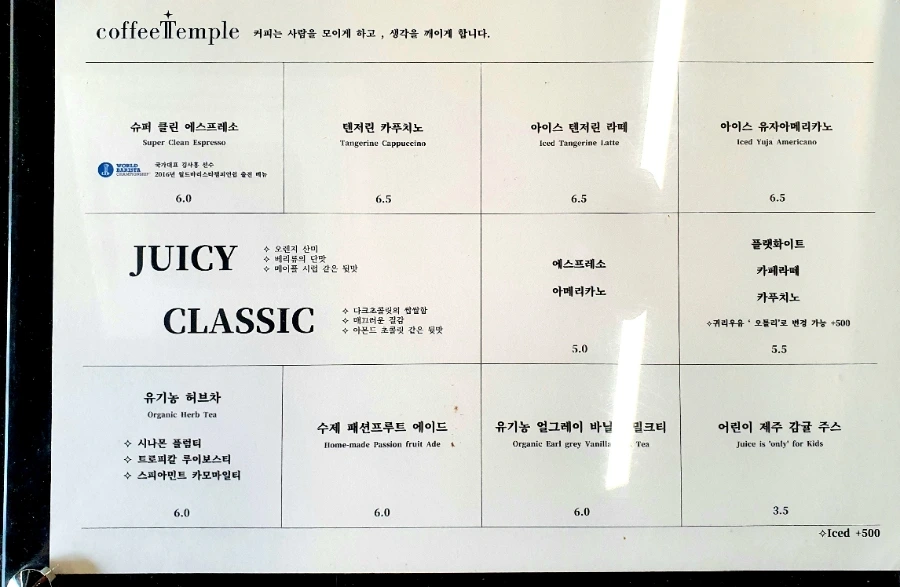 coffeeTemple 커피는 사람을 모이게 하고 , 생각을 깨이게 합니다.
슈퍼 클린 에스프레소
Super Clean Espresso
WORLD
BARISTA
CHAMPIONSHIP
국가대표 김사홍 선수
2016년 월드바리스타챔피언쉽 출전 메뉴
6.0
탠저린 카푸치노
Tangerine Cappuccino
6.5
아이스 텐저린 라떼
Iced Tangerine Latte
6.5
아이스 유자아메리카노
Iced Yuja Americano
6.5
JUICY
✧ 오렌지 산미
✧ 베리류의 단맛
✧ 메이플 시럽 같은 뒷맛
CLASSIC
✧ 다크초콜릿의 쌉쌀함
✧ 매끄러운 질감
✧ 아몬드 초콜릿 같은 뒷맛
에스프레소
아메리카노
5.0
플랫화이트
카페라떼
카푸치노
✧귀리우유 ' 오틀리'로 변경 가능 +500
5.5
유기농 허브차
Organic Herb Tea
✧ 시나몬 플럼티
✧ 트로피칼 루이보스티
✧ 스피아민트 카모마일티
6.0
수제 패션프루트 에이드
Home-made Passion fruit Ade
6.0
유기농 얼그레이 바닐 밀크티
Organic Earl grey Vanilla Tea
6.0
어린이 제주 감귤 주스
Juice is 'only' for Kids
3.5
✧Iced +500